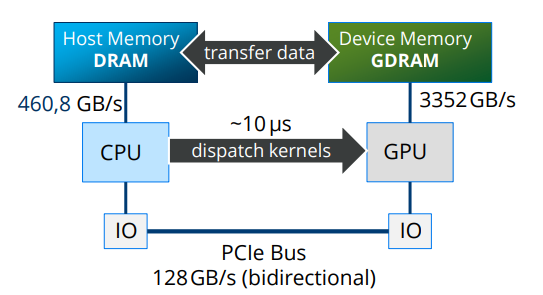 Host Memory
DRAM
transfer data
Device Memory
GDRAM
460,8 GB/s
3352 GB/s
~10 µs
CPU
dispatch kernels
GPU
IO
IO
PCIe Bus
128 GB/s (bidirectional)